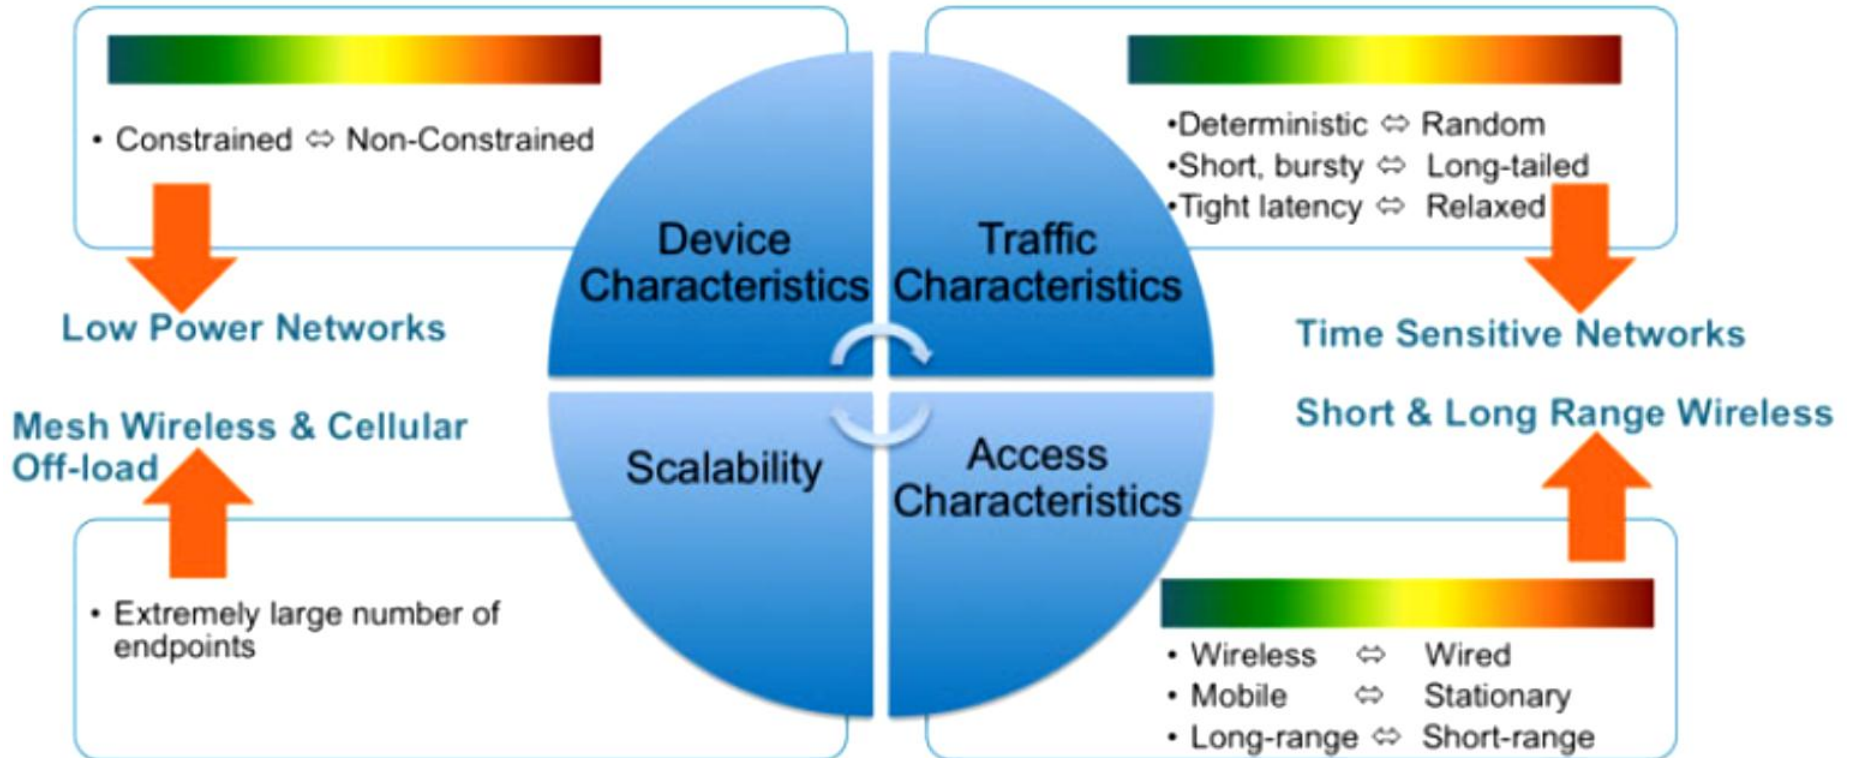 • Constrained ⇔ Non-Constrained
•Deterministic ⇔ Random
•Short, bursty ⇔ Long-tailed
•Tight latency ⇔ Relaxed
Device
Characteristics
Traffic
Characteristics
Low Power Networks
Time Sensitive Networks
Mesh Wireless & Cellular
Off-load
Short & Long Range Wireless
Scalability
Access
Characteristics
• Extremely large number of
endpoints
• Wireless ⇔ Wired
• Mobile ⇔ Stationary
• Long-range ⇔ Short-range